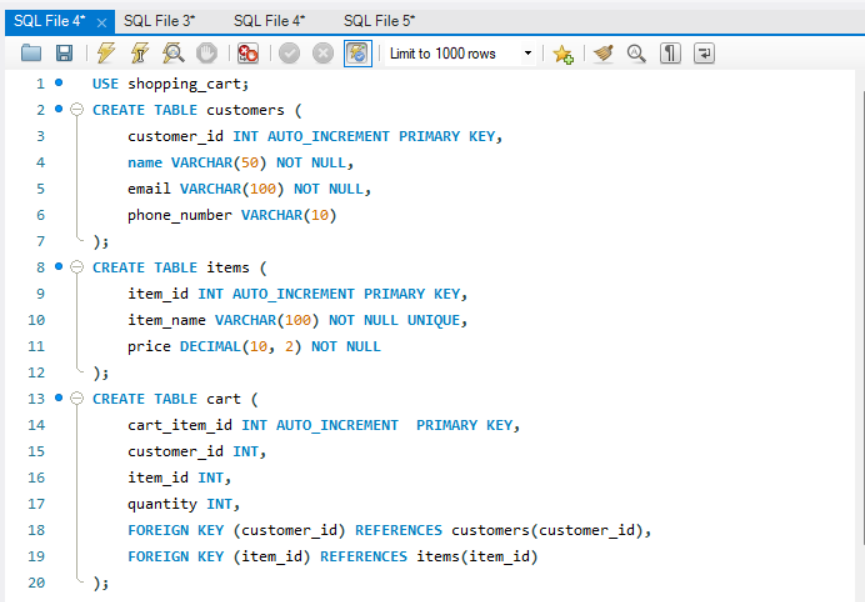 SQL File 4* × SQL File 3* SQL File 4* SQL File 5*
Limit to 1000 rows
1 USE shopping_cart;
2 CREATE TABLE customers (
3 customer_id INT AUTO_INCREMENT PRIMARY KEY,
4 name VARCHAR(50) NOT NULL,
5 email VARCHAR(100) NOT NULL,
6 phone_number VARCHAR(10)
7 );
8 CREATE TABLE items (
9 item_id INT AUTO_INCREMENT PRIMARY KEY,
10 item_name VARCHAR(100) NOT NULL UNIQUE,
11 price DECIMAL(10, 2) NOT NULL
12 );
13 CREATE TABLE cart (
14 cart_item_id INT AUTO_INCREMENT  PRIMARY KEY,
15 customer_id INT,
16 item_id INT,
17 quantity INT,
18 FOREIGN KEY (customer_id) REFERENCES customers(customer_id),
19 FOREIGN KEY (item_id) REFERENCES items(item_id)
20 );